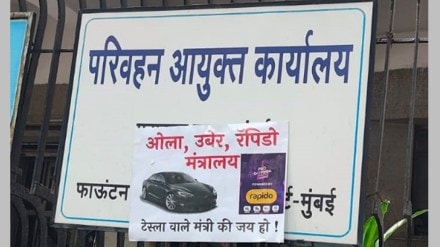 परिवहन आयुक्त कार्यालय
ओला, उबेर, रॅपिडो
मंत्रालय
rapido
फाऊंटन
मुंबई
टेस्ला वाले मंत्री की जय हो !